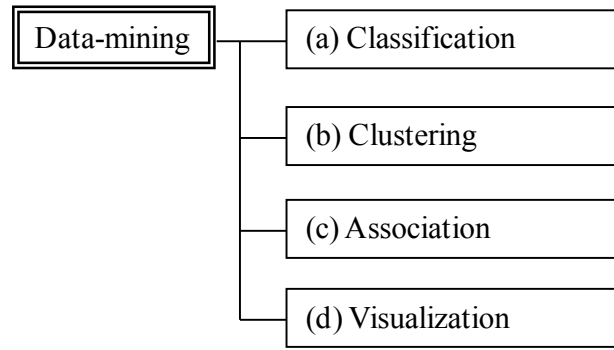 Data-mining
(a) Classification
(b) Clustering
(c) Association
(d) Visualization